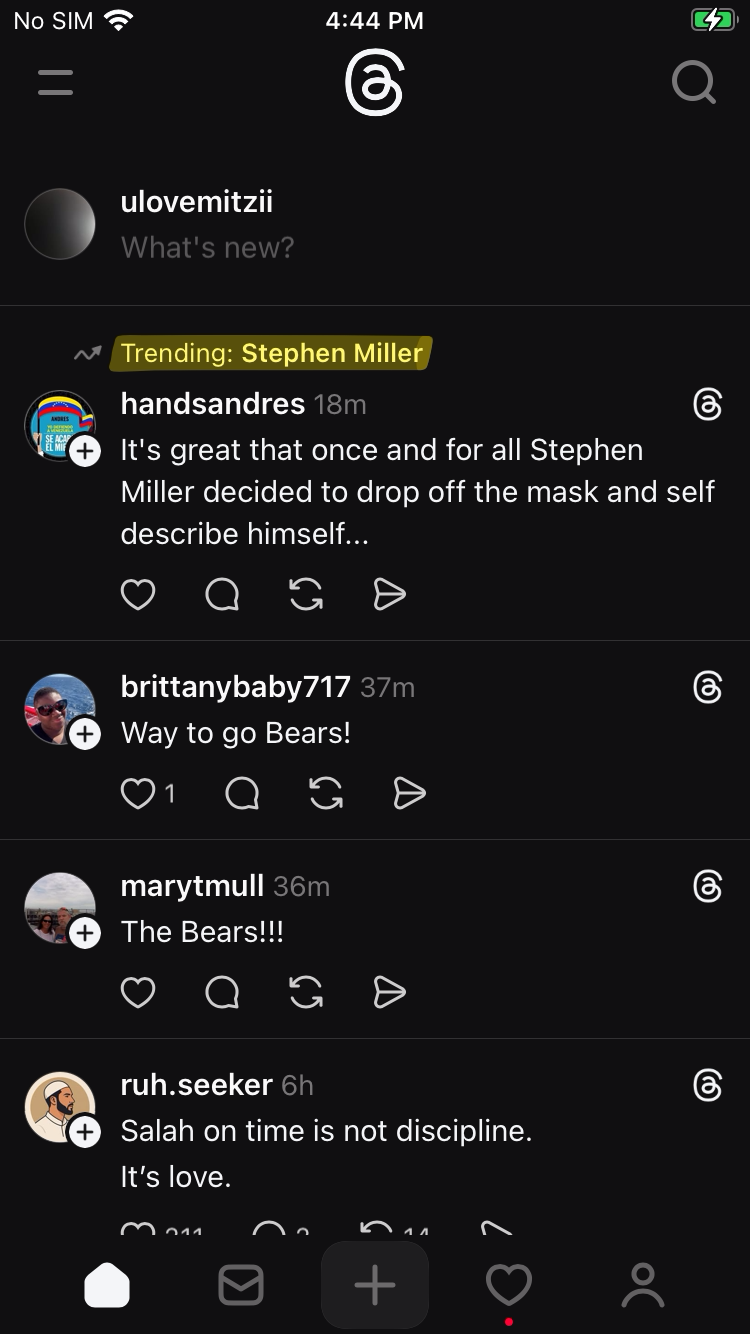 No SIM 4:44 PM
ulovemitzii
What's new?
Trending: Stephen Miller
handsandres 18m
It's great that once and for all Stephen
Miller decided to drop off the mask and self
describe himself...
brittanybaby717 37m
Way to go Bears!
1
marytmull 36m
The Bears!!!
ruh.seeker 6h
Salah on time is not discipline.
It’s love.